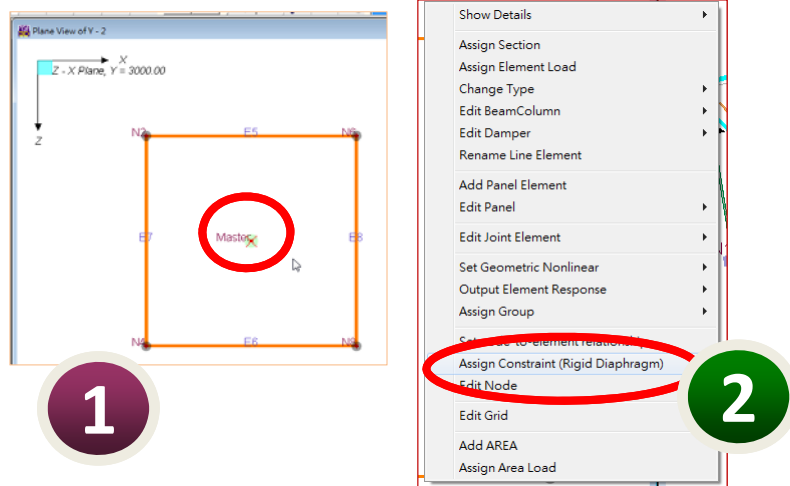 Plane View of Y - 2
X
Z - X Plane, Y = 3000.00
Z
E5
Master
E7
E8
N4
E6
1
Show Details
Assign Section
Assign Element Load
Change Type
Edit BeamColumn
Edit Damper
Rename Line Element
Add Panel Element
Edit Panel
Edit Joint Element
Set Geometric Nonlinear
Output Element Response
Assign Group
Assign Constraint (Rigid Diaphragm)
Edit Node
Edit Grid
Add AREA
Assign Area Load
2